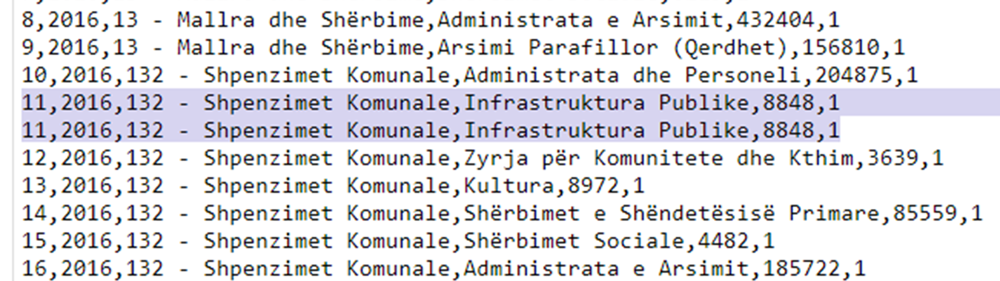 8,2016,13 - Mallra dhe Shërbime,Administrata e Arsimit,432404,1
9,2016,13 - Mallra dhe Shërbime,Arsimi Parafillor (Qerdhet),156810,1
10,2016,132 - Shpenzimet Komunale,Administrata dhe Personeli,204875,1
11,2016,132 - Shpenzimet Komunale,Infrastruktura Publike,8848,1
11,2016,132 - Shpenzimet Komunale,Infrastruktura Publike,8848,1
12,2016,132 - Shpenzimet Komunale,Zyrja për Komunitete dhe Kthim,3639,1
13,2016,132 - Shpenzimet Komunale,Kultura,8972,1
14,2016,132 - Shpenzimet Komunale,Shërbimet e Shëndetësisë Primare,85559,1
15,2016,132 - Shpenzimet Komunale,Shërbimet Sociale,4482,1
16,2016,132 - Shpenzimet Komunale,Administrata e Arsimit,185722,1